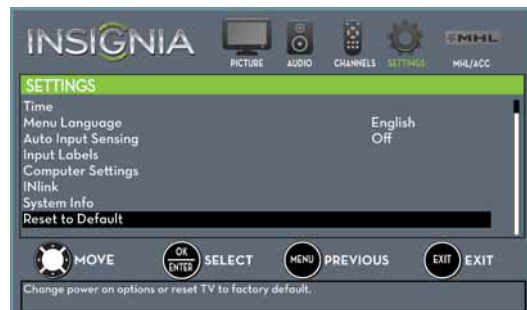 INSIGNIA
PICTURE AUDIO CHANNELS SETTINGS MHL/ACC
MHL
SETTINGS
Time
Menu Language English
Auto Input Sensing Off
Input Labels
Computer Settings
INlink
System Info
Reset to Default
MOVE OK ENTER SELECT MENU PREVIOUS EXIT EXIT
Change power on options or reset TV to factory default.